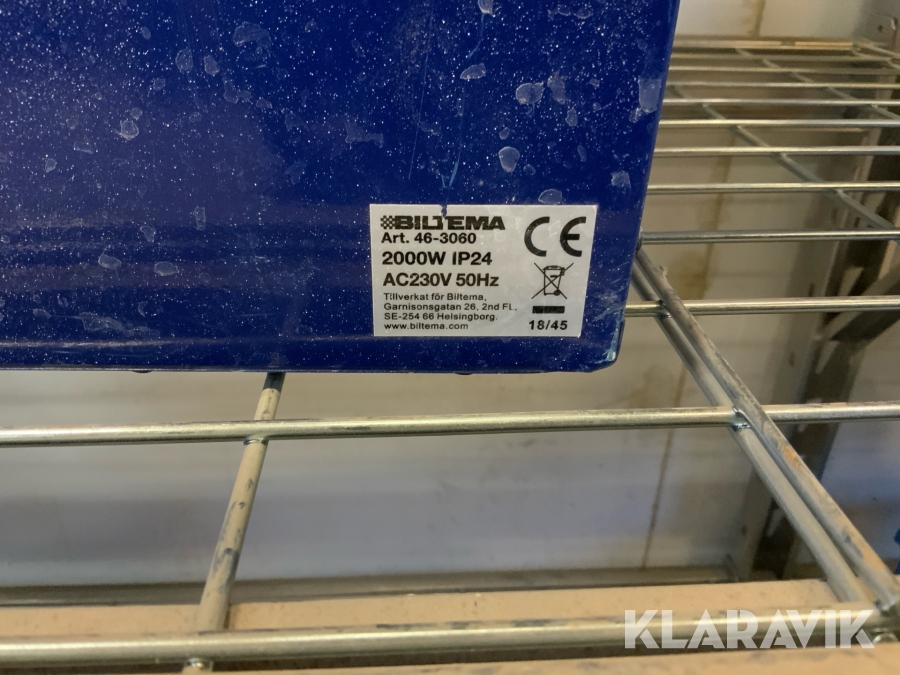 BILTEMA
Art. 46-3060
2000W IP24
AC230V 50Hz
Tillverkat för Biltema,
Garnisonsgatan 26, 2nd FL,
SE-254 66 Helsingborg.
www.biltema.com
CE
18/45
KLARAVIK